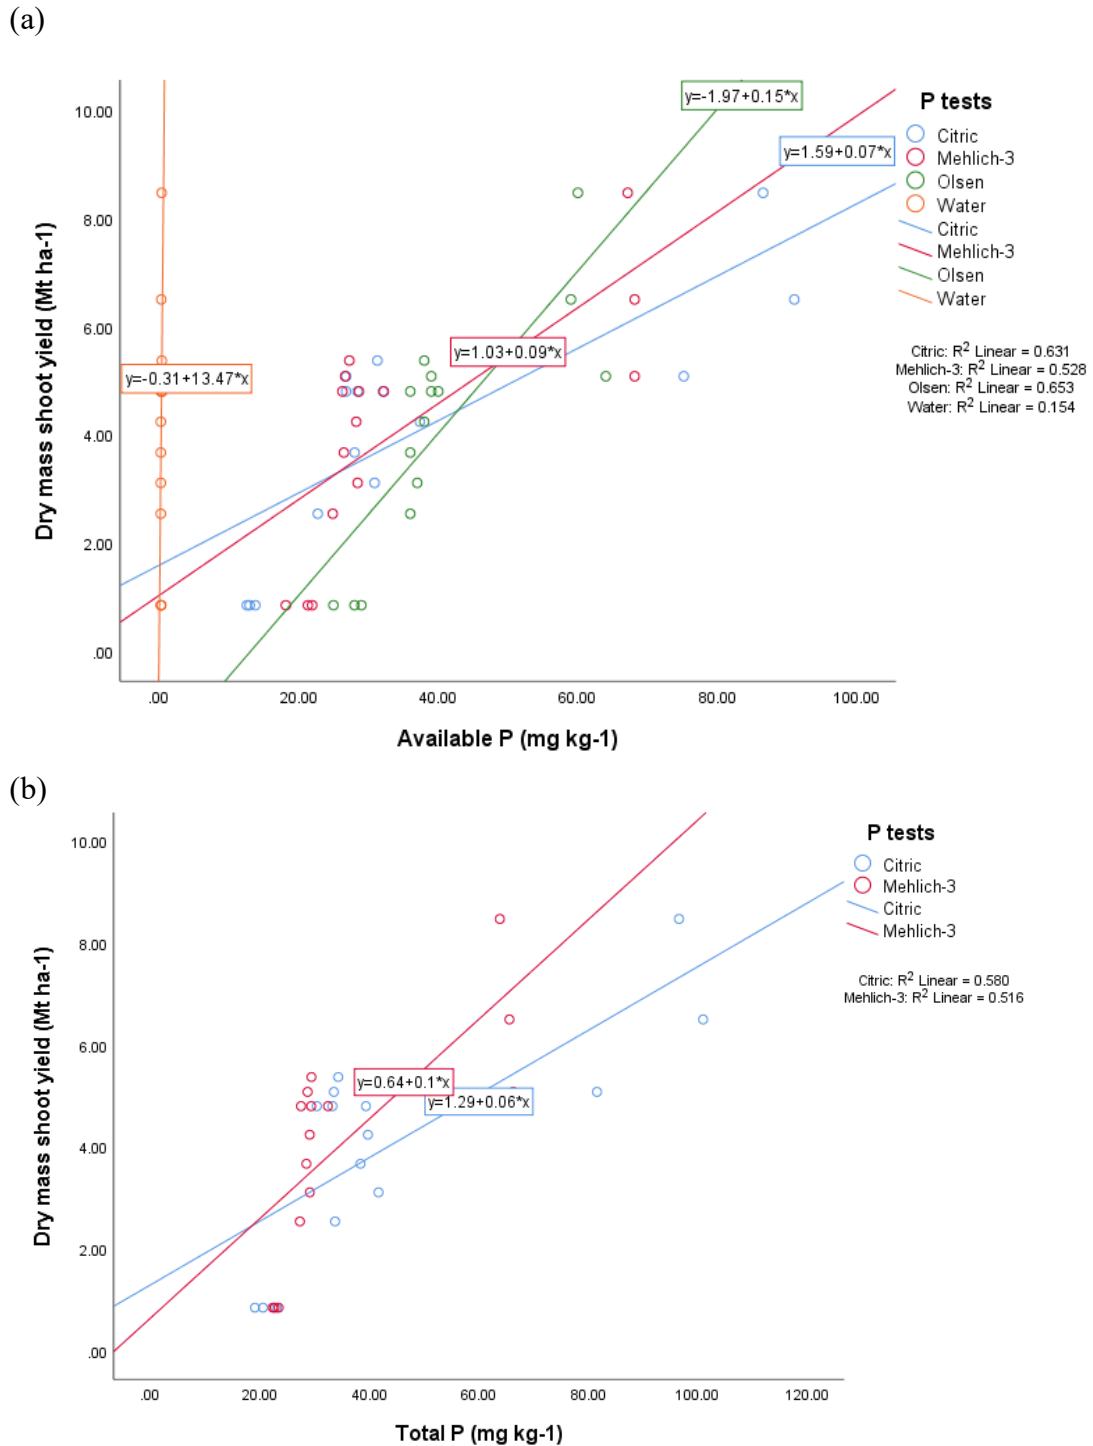 (a)
y=-1.97+0.15*x
y=1.59+0.07*x
y=1.03+0.09*x
y=-0.31+13.47*x
10.00
8.00
6.00
4.00
2.00
.00
Dry mass shoot yield (Mt ha-1)
.00 20.00 40.00 60.00 80.00 100.00
Available P (mg kg-1)
P tests
Citric
Mehlich-3
Olsen
Water
Citric
Mehlich-3
Olsen
Water
Citric: R2 Linear = 0.631
Mehlich-3: R2 Linear = 0.528
Olsen: R2 Linear = 0.653
Water: R2 Linear = 0.154
(b)
10.00
8.00
6.00
4.00
2.00
.00
Dry mass shoot yield (Mt ha-1)
y=0.64+0.1*x
y=1.29+0.06*x
.00 20.00 40.00 60.00 80.00 100.00 120.00
Total P (mg kg-1)
P tests
Citric
Mehlich-3
Citric
Mehlich-3
Citric: R2 Linear = 0.580
Mehlich-3: R2 Linear = 0.516